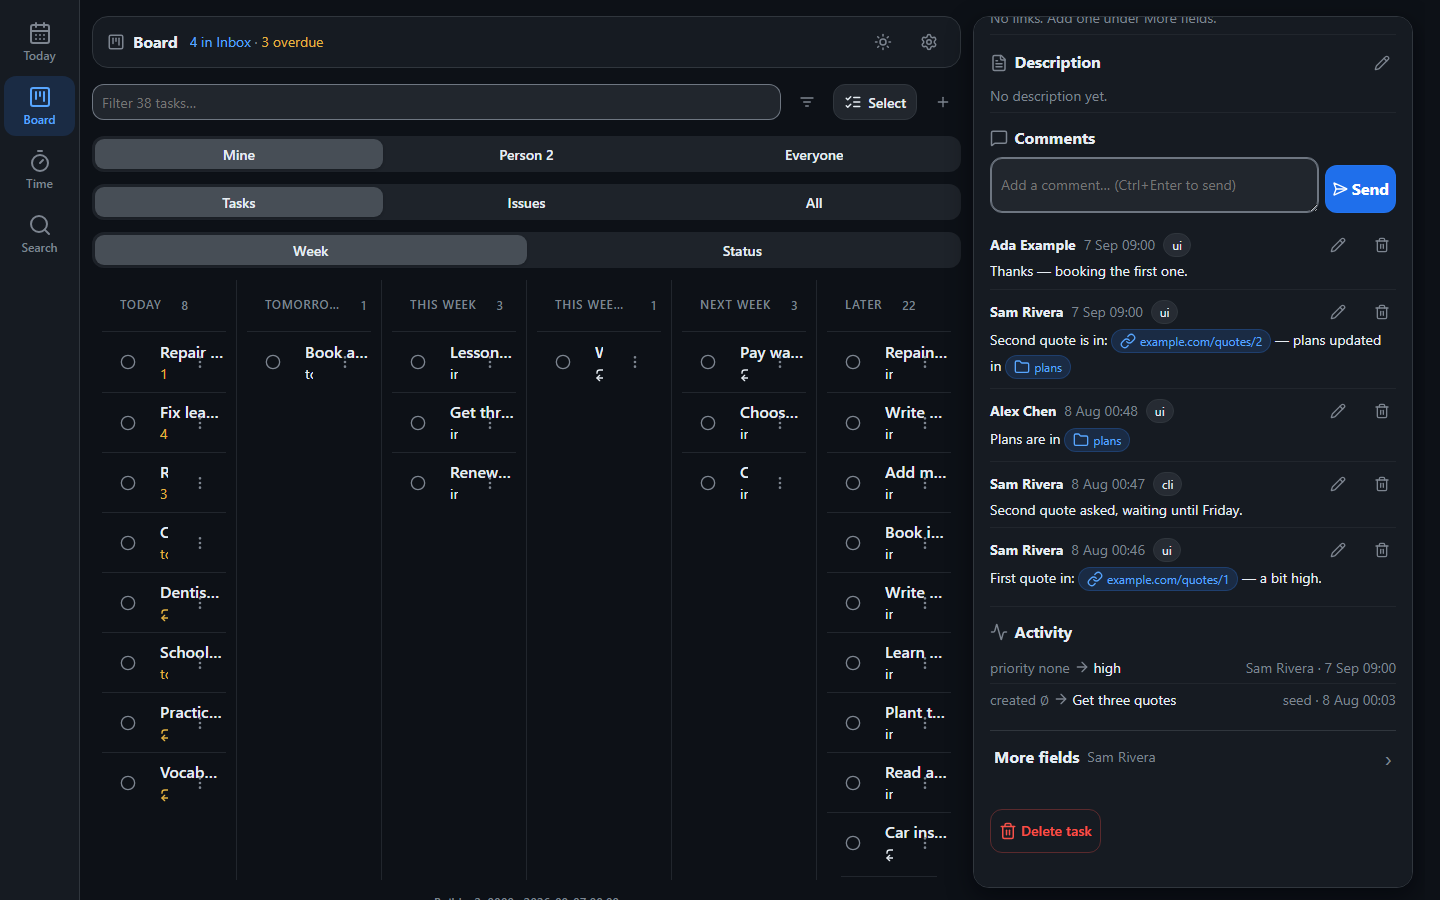 Today
Board
Time
Search
Board 4 in Inbox · 3 overdue
Filter 38 tasks...
Select
Mine Person 2 Everyone
Tasks Issues All
Week Status
TODAY 8
Repair ...
1
Fix lea...
4
R
3
C
Dentis...
School...
Practic...
Vocab...
TOMORRO... 1
Book a...
THIS WEEK 3
Lesson...
Get thr...
Renew...
THIS WEE... 1
NEXT WEEK 3
Pay wa...
Choos...
C
LATER 22
Repain...
Write ...
Add m...
Book i...
Write ...
Learn ...
Plant t...
Read a...
Car ins...
No links. Add one under More fields.
Description
No description yet.
Comments
Add a comment... (Ctrl+Enter to send)
Send
Ada Example 7 Sep 09:00 ui
Thanks — booking the first one.
Sam Rivera 7 Sep 09:00 ui
Second quote is in: example.com/quotes/2 — plans updated
in plans
Alex Chen 8 Aug 00:48 ui
Plans are in plans
Sam Rivera 8 Aug 00:47 cli
Second quote asked, waiting until Friday.
Sam Rivera 8 Aug 00:46 ui
First quote in: example.com/quotes/1 — a bit high.
Activity
priority none → high Sam Rivera · 7 Sep 09:00
created Ø → Get three quotes seed · 8 Aug 00:03
More fields Sam Rivera
Delete task